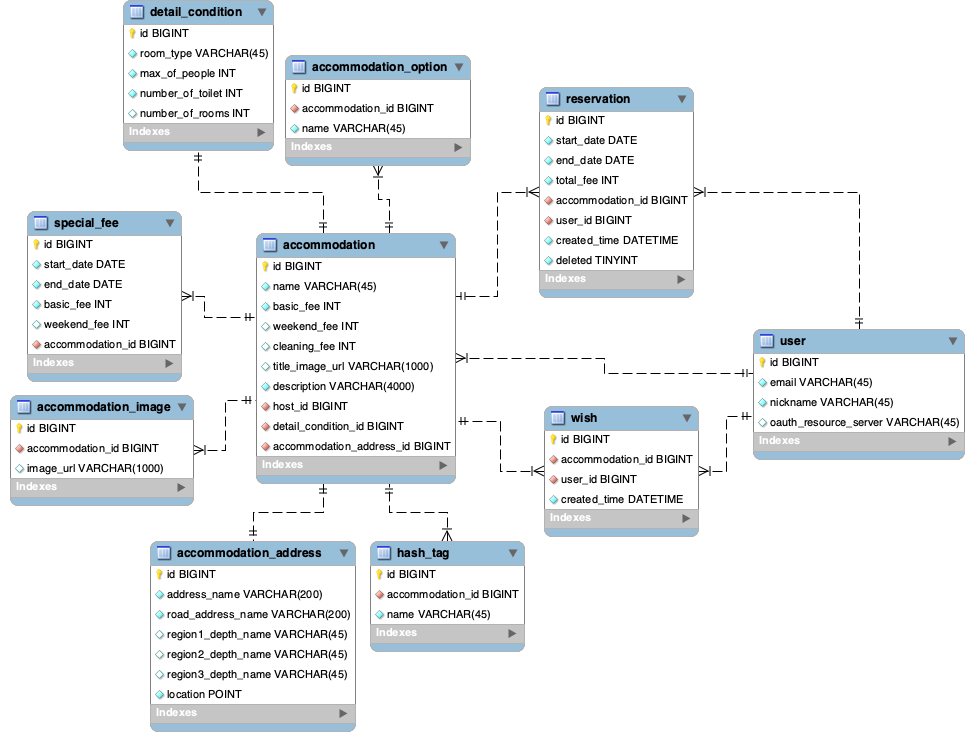 detail_condition
id BIGINT
room_type VARCHAR(45)
max_of_people INT
number_of_toilet INT
number_of_rooms INT
Indexes
accommodation_option
id BIGINT
accommodation_id BIGINT
name VARCHAR(45)
Indexes
reservation
id BIGINT
start_date DATE
end_date DATE
total_fee INT
accommodation_id BIGINT
user_id BIGINT
created_time DATETIME
deleted TINYINT
Indexes
special_fee
id BIGINT
start_date DATE
end_date DATE
basic_fee INT
weekend_fee INT
accommodation_id BIGINT
Indexes
accommodation
id BIGINT
name VARCHAR(45)
basic_fee INT
weekend_fee INT
cleaning_fee INT
title_image_url VARCHAR(1000)
description VARCHAR(4000)
host_id BIGINT
detail_condition_id BIGINT
accommodation_address_id BIGINT
Indexes
user
id BIGINT
email VARCHAR(45)
nickname VARCHAR(45)
oauth_resource_server VARCHAR(45)
Indexes
accommodation_image
id BIGINT
accommodation_id BIGINT
image_url VARCHAR(1000)
Indexes
wish
id BIGINT
accommodation_id BIGINT
user_id BIGINT
created_time DATETIME
Indexes
accommodation_address
id BIGINT
address_name VARCHAR(200)
road_address_name VARCHAR(200)
region1_depth_name VARCHAR(45)
region2_depth_name VARCHAR(45)
region3_depth_name VARCHAR(45)
location POINT
Indexes
hash_tag
id BIGINT
accommodation_id BIGINT
name VARCHAR(45)
Indexes